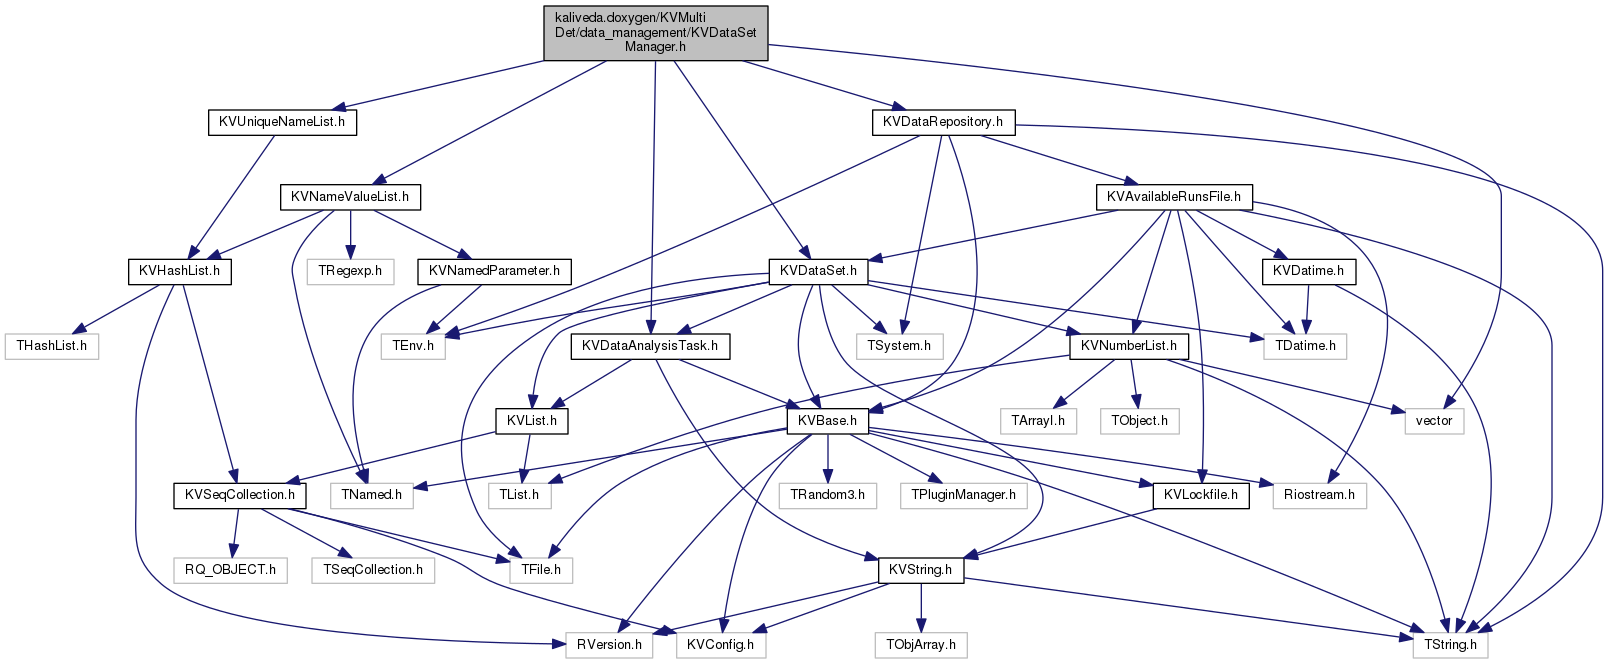 kaliveda.doxygen/KVMulti
Det/data_management/KVDataSet
Manager.h
KVUniqueNameList.h
KVDataRepository.h
KVNameValueList.h
KVAvailableRunsFile.h
KVHashList.h
TRegexp.h
KVNamedParameter.h
KVDataSet.h
KVDatime.h
THashList.h
TEnv.h
KVDataAnalysisTask.h
TSystem.h
KVNumberList.h
TDatime.h
KVList.h
KVBase.h
TArrayI.h
TObject.h
vector
KVSeqCollection.h
TNamed.h
TList.h
TRandom3.h
TPluginManager.h
KVLockfile.h
Riostream.h
RQ_OBJECT.h
TSeqCollection.h
TFile.h
KVString.h
RVersion.h
KVConfig.h
TObjArray.h
TString.h